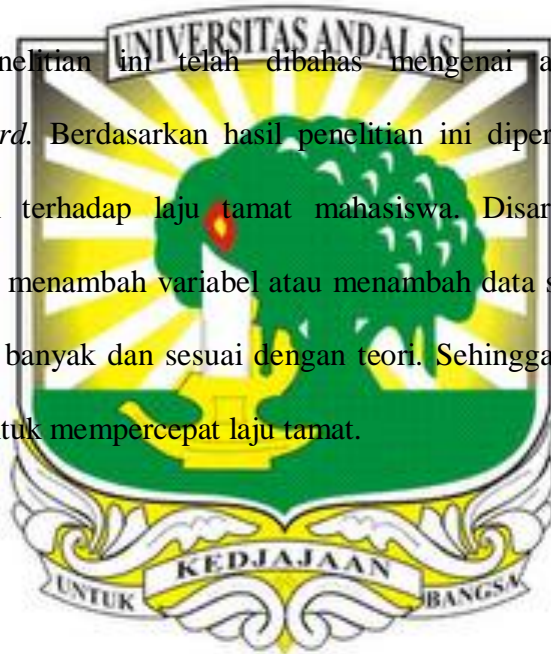 UNIVERSITAS ANDALAS
nelitian ini telah dibahas mengenai a
rd. Berdasarkan hasil penelitian ini diper
terhadap laju tamat mahasiswa. Disar
menambah variabel atau menambah data s
banyak dan sesuai dengan teori. Sehingga
tuk mempercepat laju tamat.
KEDJAJAAN
UNTUK BANGSA